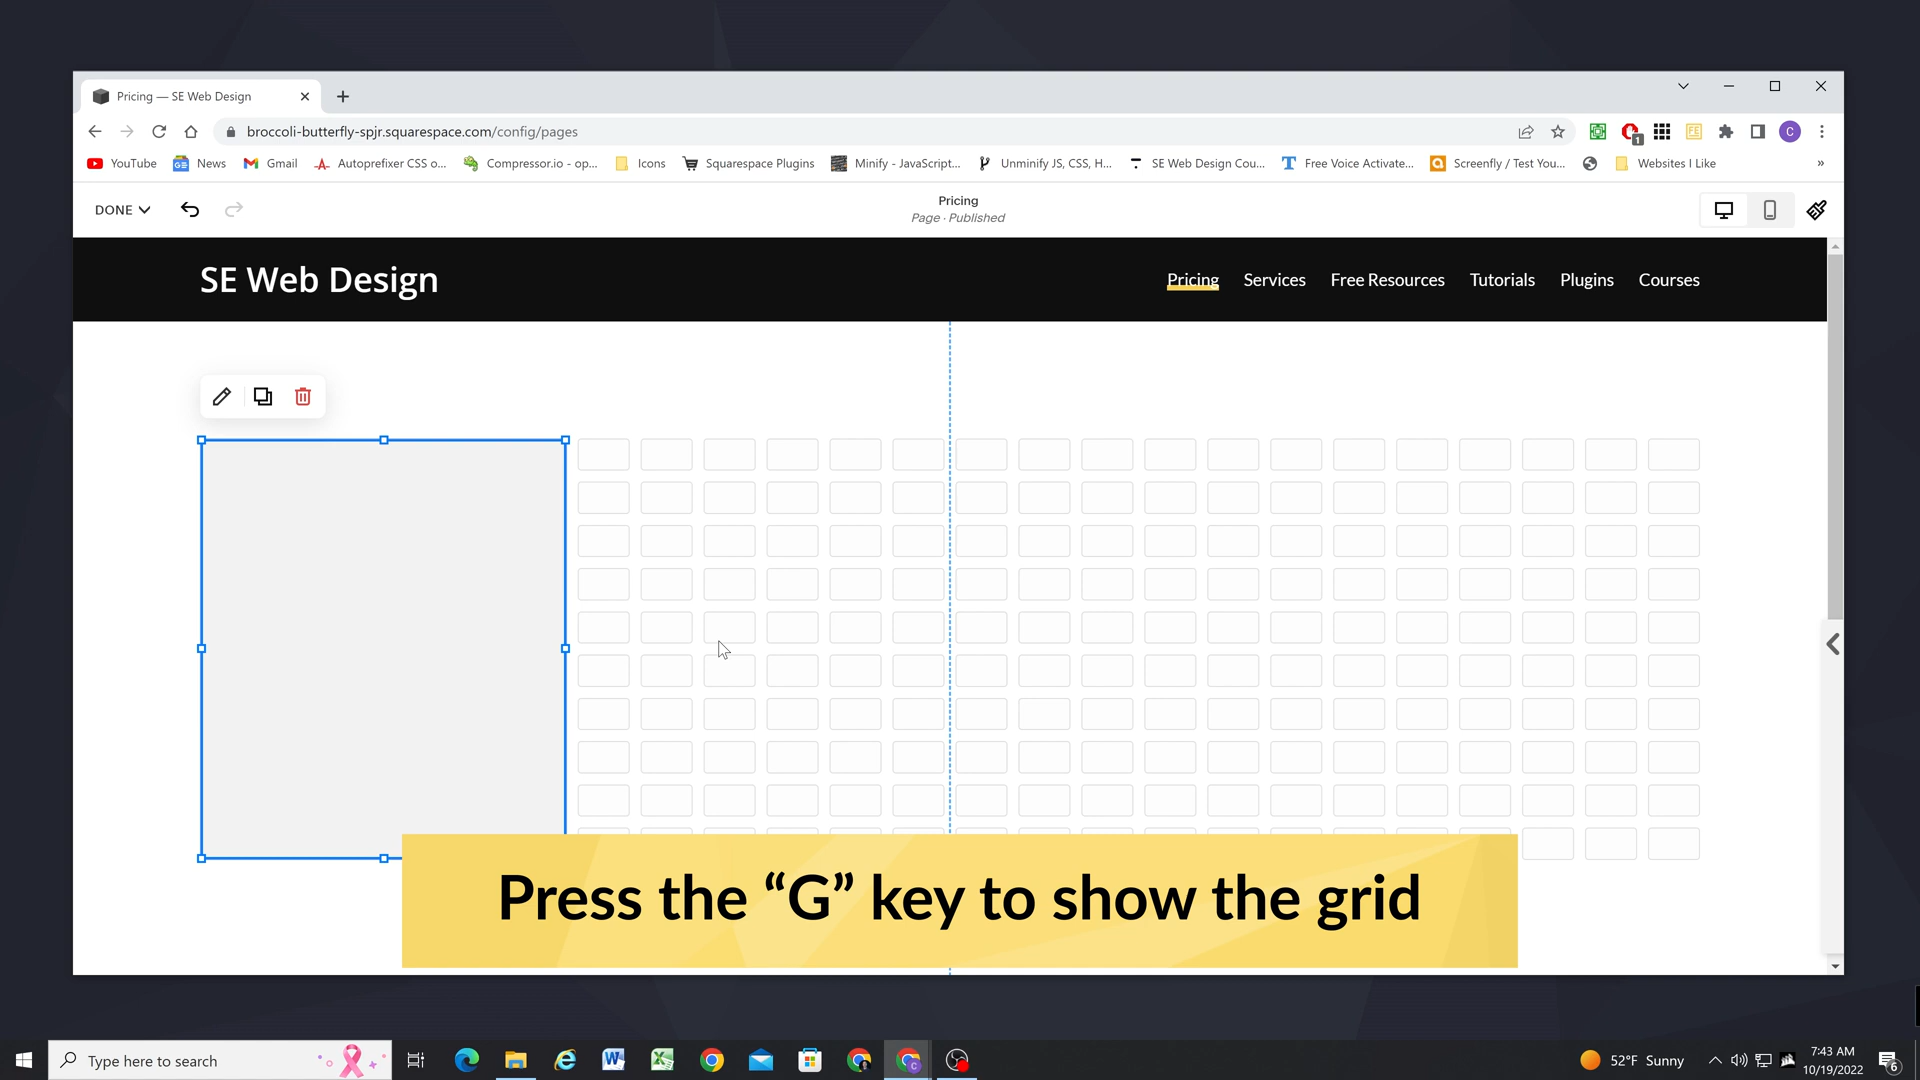 Pricing — SE Web Design
broccoli-butterfly-spjr.squarespace.com/config/pages
1
FE
C
YouTube
News
Gmail
Autoprefixer CSS o...
Compressor.io - op...
Icons
Squarespace Plugins
Minify - JavaScript...
Unminify JS, CSS, H...
SE Web Design Cou...
Free Voice Activate...
Screenfly / Test You...
Websites I Like
»
DONE
Pricing
Page · Published
SE Web Design
Pricing
Services
Free Resources
Tutorials
Plugins
Courses
Press the “G” key to show the grid
Type here to search
52°F Sunny
7:43 AM
10/19/2022
6